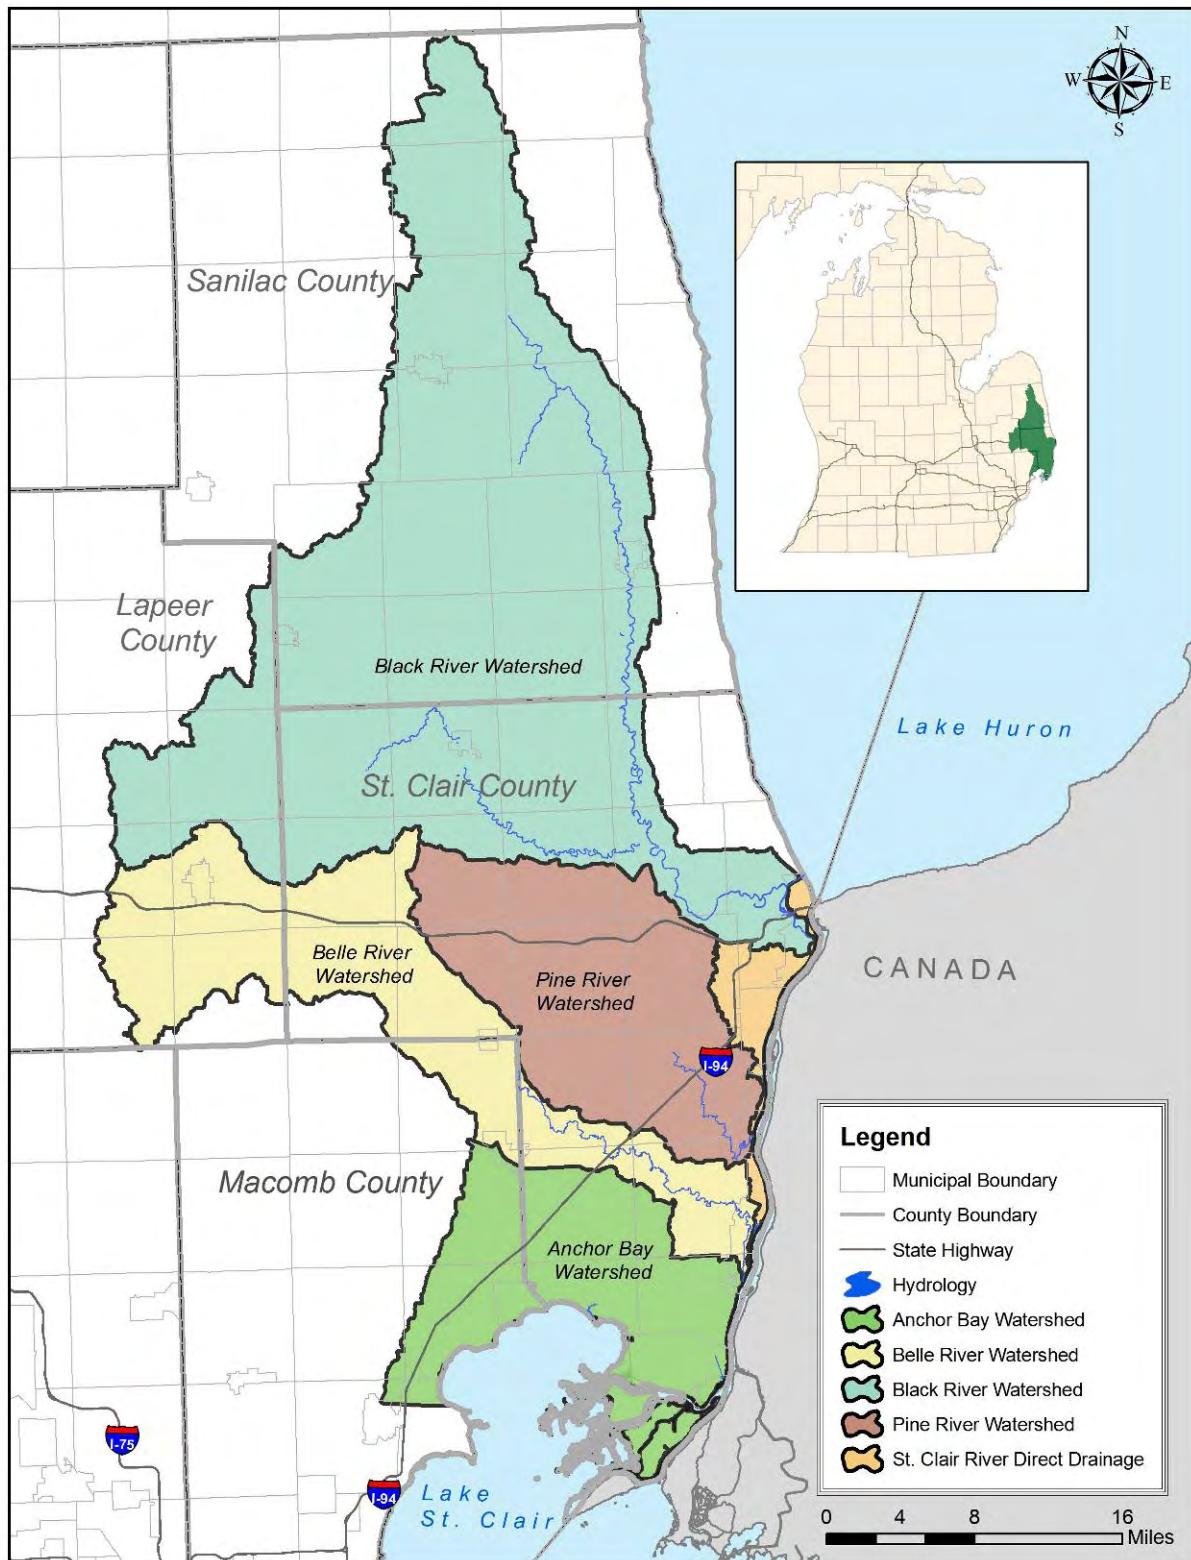 N
W E
S
Sanilac County
Lapeer
County
Black River Watershed
Lake Huron
St. Clair County
Belle River
Watershed
Pine River
Watershed
CANADA
I-94
Macomb County
Anchor Bay
Watershed
I-75
I-94
Lake
St. Clair
Legend
Municipal Boundary
County Boundary
State Highway
Hydrology
Anchor Bay Watershed
Belle River Watershed
Black River Watershed
Pine River Watershed
St. Clair River Direct Drainage
0 4 8 16
Miles